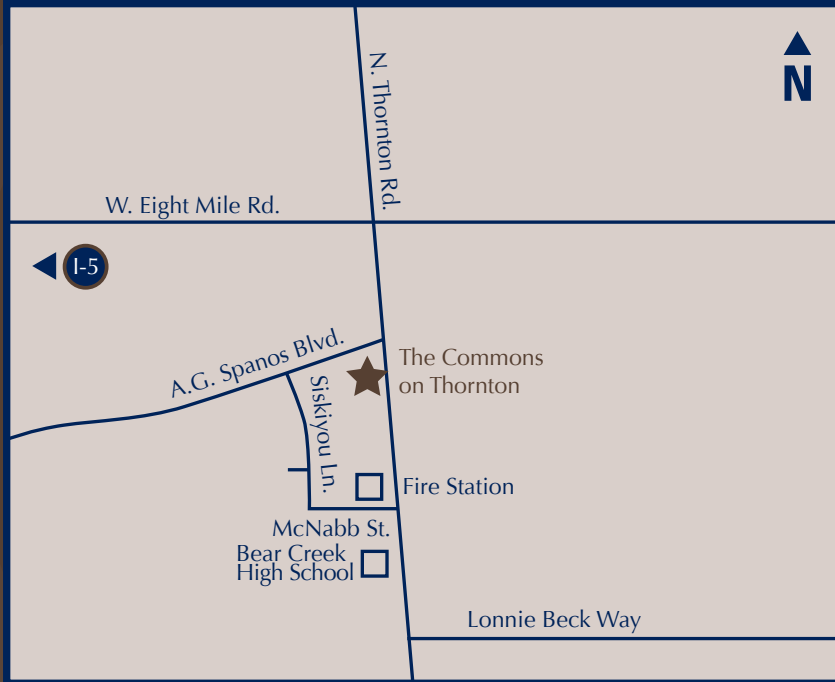 N
N. Thornton Rd.
W. Eight Mile Rd.
I-5
A.G. Spanos Blvd.
The Commons
on Thornton
Siskiyou Ln.
Fire Station
McNabb St.
Bear Creek
High School
Lonnie Beck Way